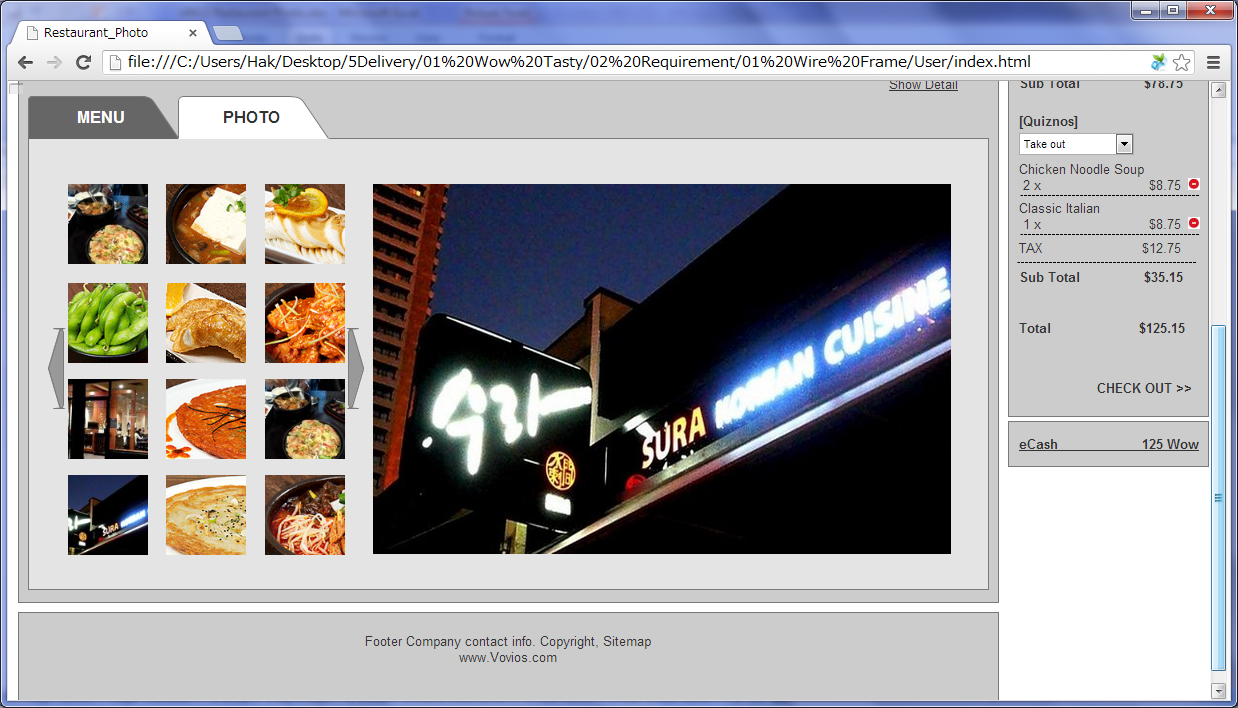 Restaurant_Photo
file:///C:/Users/Hak/Desktop/5Delivery/01%20Wow%20Tasty/02%20Requirement/01%20Wire%20Frame/User/index.html
Show Detail
MENU
PHOTO
수라
SURA KOREAN CUISINE
Sub Total $78.75
[Quiznos]
Take out
Chicken Noodle Soup
2 x $8.75
Classic Italian
1 x $8.75
TAX $12.75
Sub Total $35.15
Total $125.15
CHECK OUT >>
eCash 125 Wow
Footer Company contact info. Copyright, Sitemap
www.Vovios.com